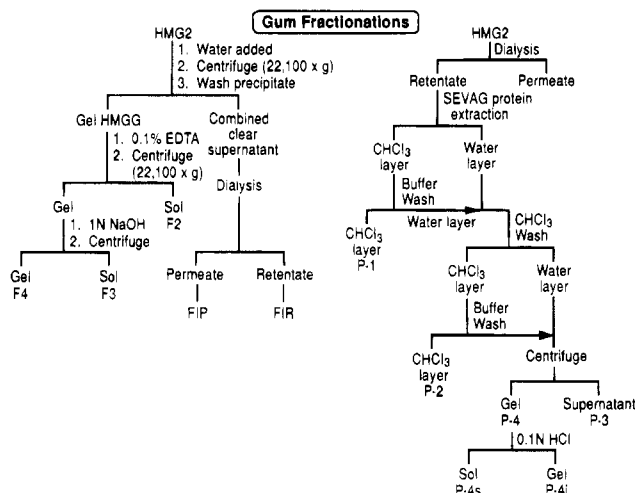 Gum Fractionations
HMG2
1. Water added
2. Centrifuge (22,100 x g)
3. Wash precipitate
Gel HMGG
1. 0.1% EDTA
2. Centrifuge
(22,100 x g)
Combined
clear
supernatant
Dialysis
Gel
1. 1N NaOH
2. Centrifuge
Sol
F2
Gel
F4
Sol
F3
Permeate
FIP
Retentate
FIR
HMG2
Dialysis
Retentate
Permeate
SEVAG protein
extraction
CHCl3
layer
Water
layer
Buffer
Wash
Water layer
CHCl3
layer
P-1
CHCl3
Wash
CHCl3
layer
Water
layer
Buffer
Wash
CHCl3
layer
P-2
Centrifuge
Gel
P-4
Supernatant
P-3
0.1N HCl
Sol
P-4s
Gel
P-4i